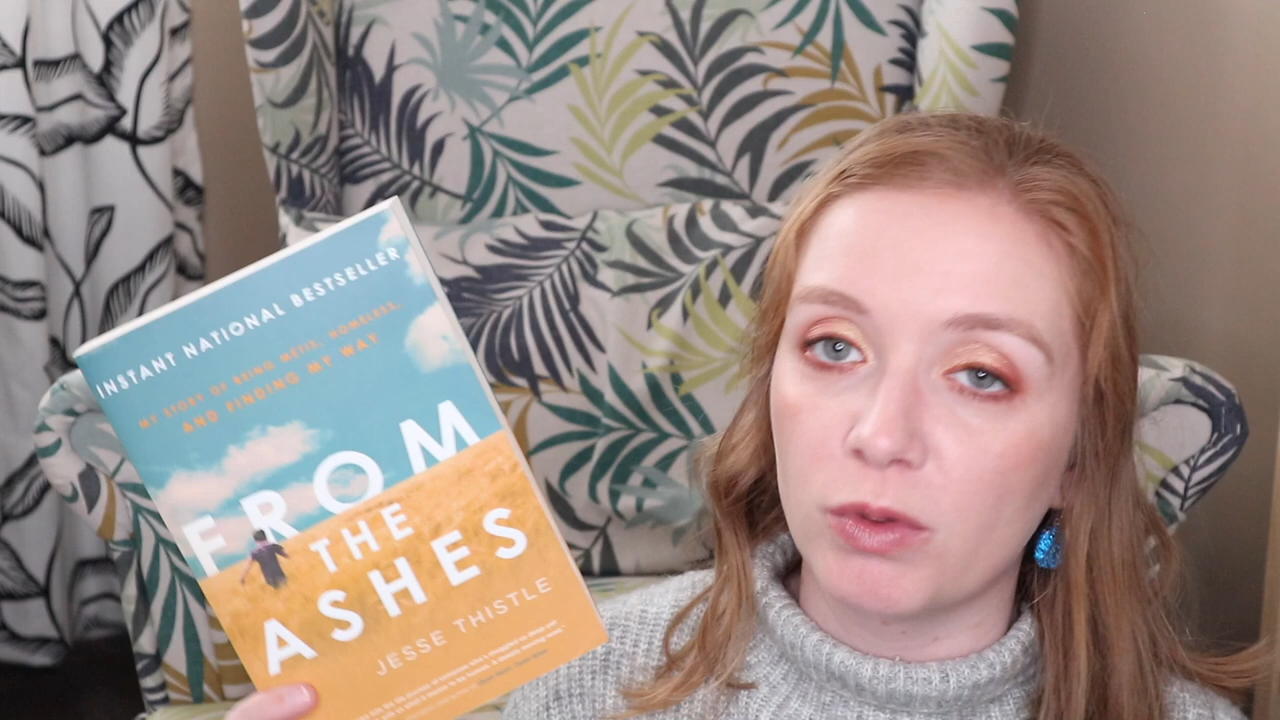 INSTANT NATIONAL BESTSELLER
MY STORY OF BEING MÉTIS, HOMELESS,
AND FINDING MY WAY
FROM
THE
ASHES
JESSE THISTLE